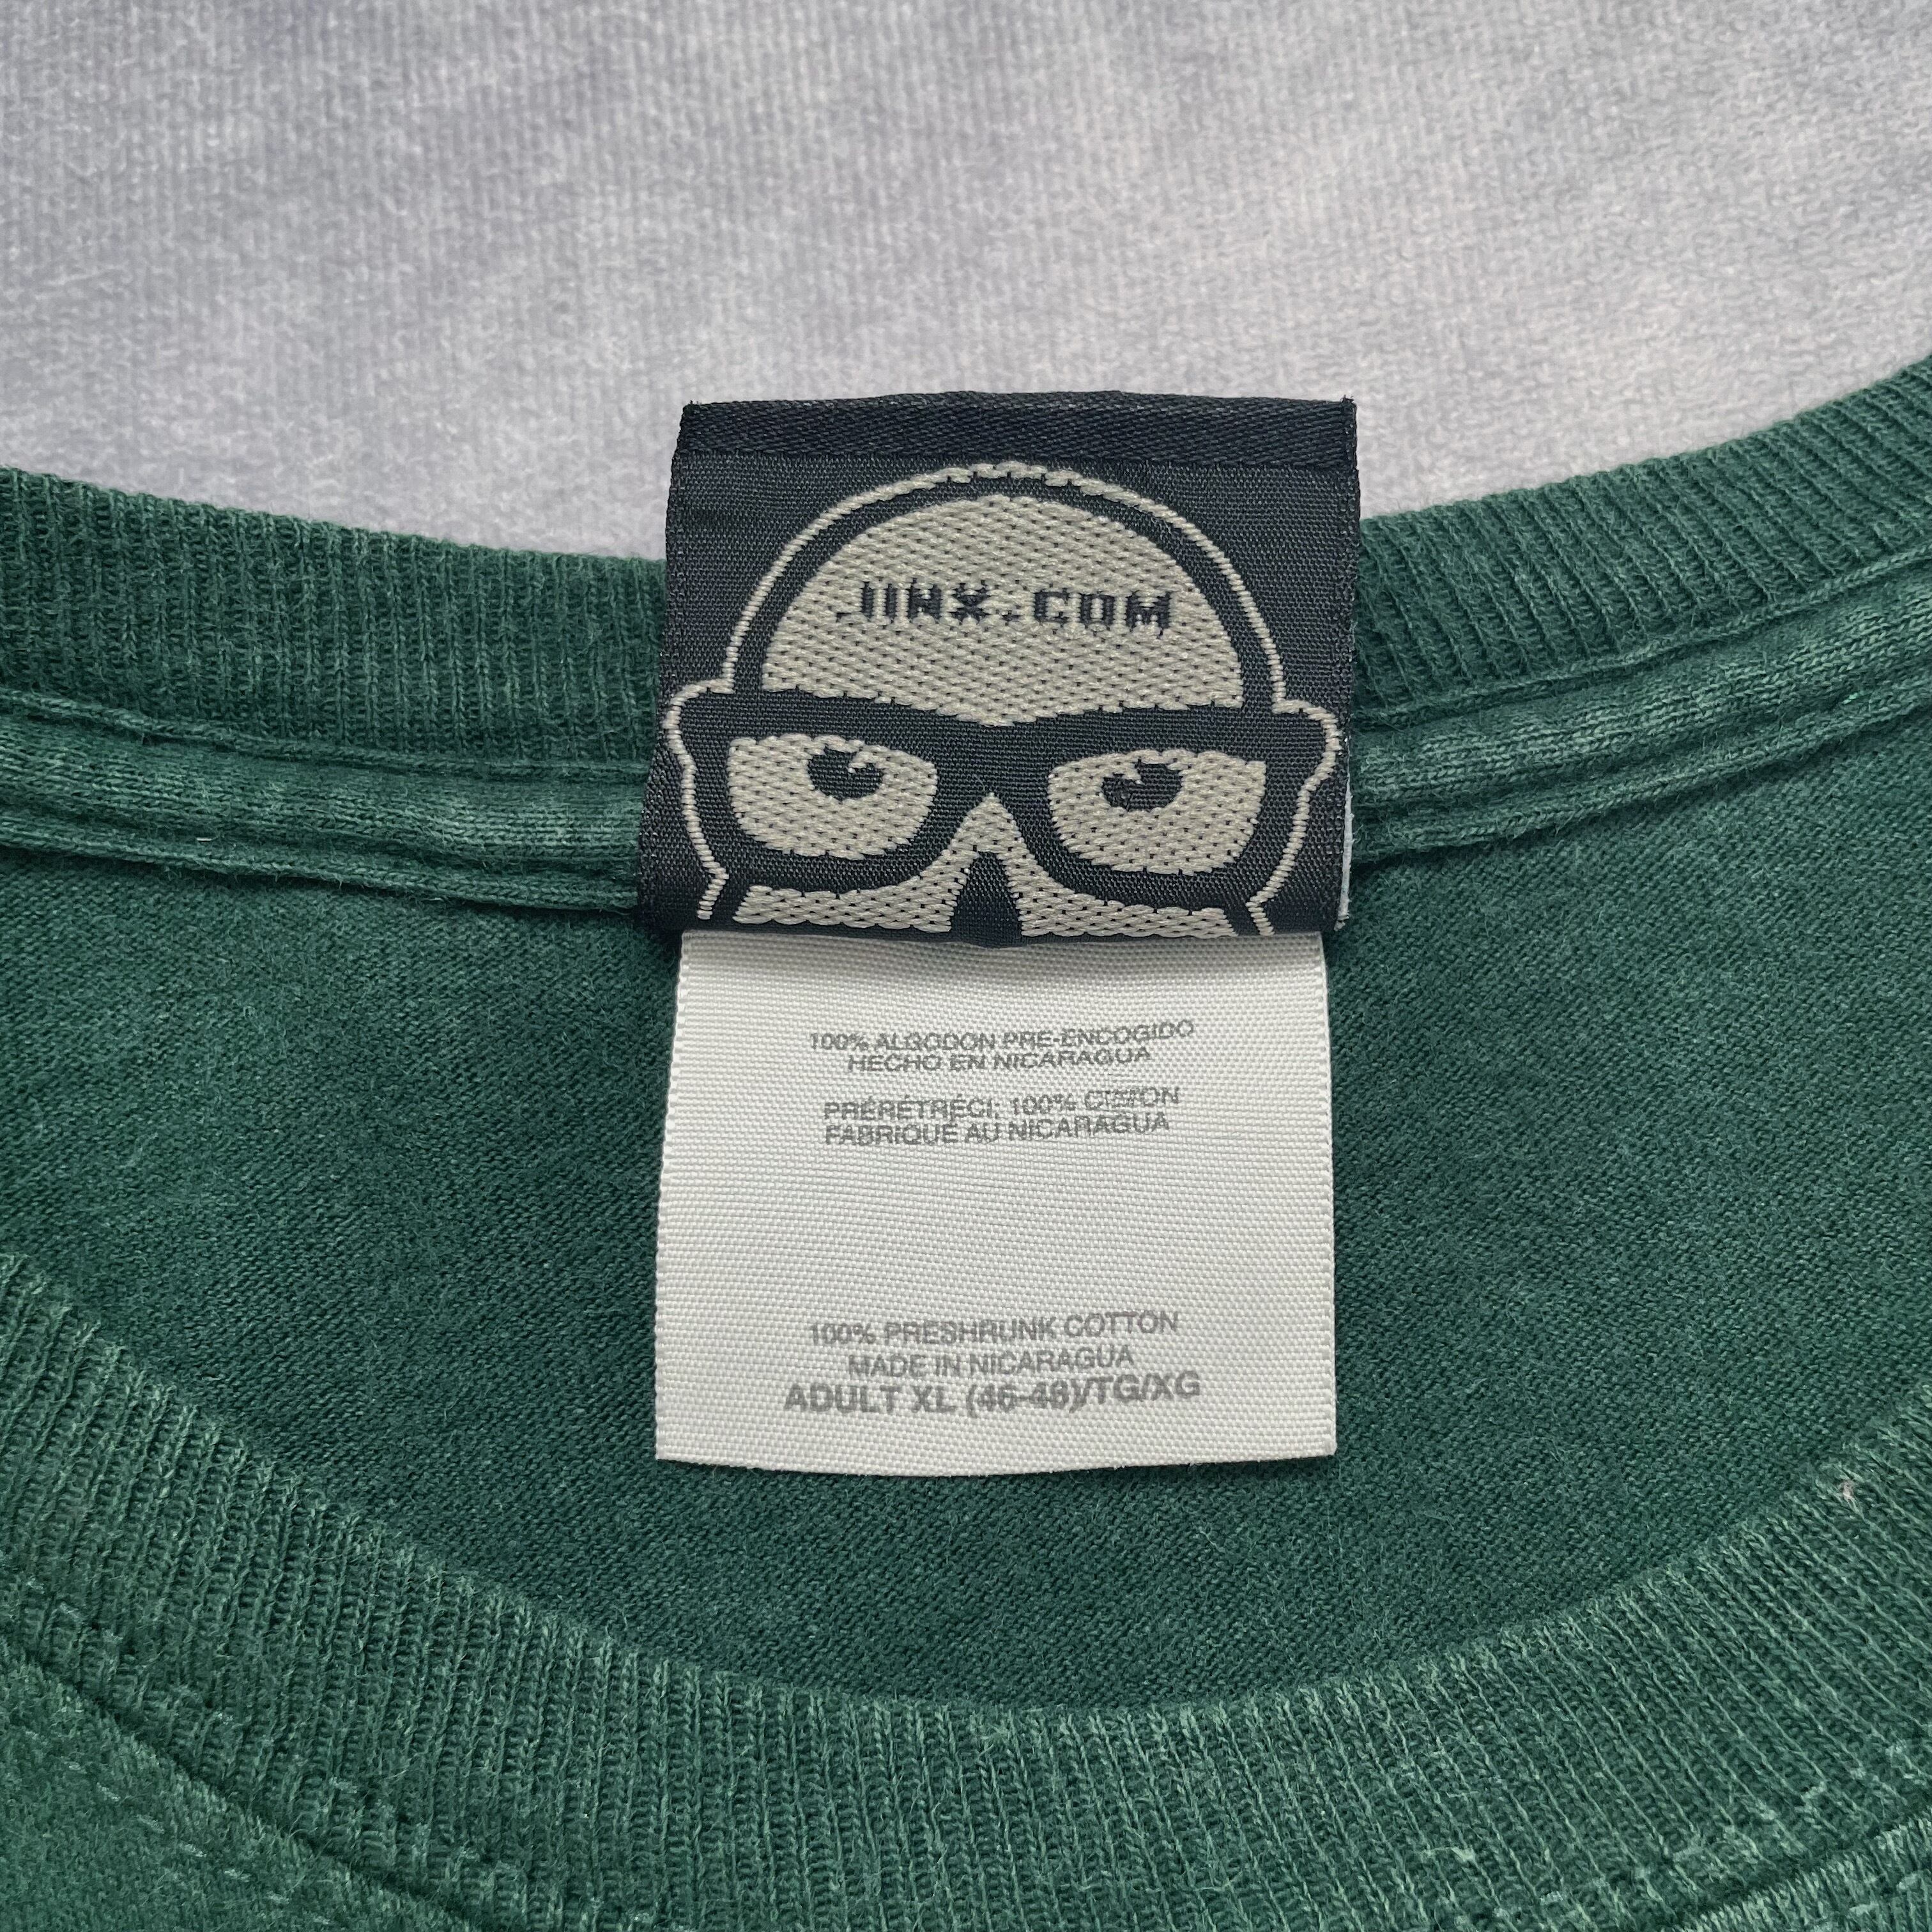 JINX.COM
100% ALGODON PRE-ENCOGIDO
HECHO EN NICARAGUA
PRÉRÉTRÉCI: 100% COTTON
FABRIQUÉ AU NICARAGUA
100% PRESHRUNK COTTON
MADE IN NICARAGUA
ADULT XL (46-48)/TG/XG